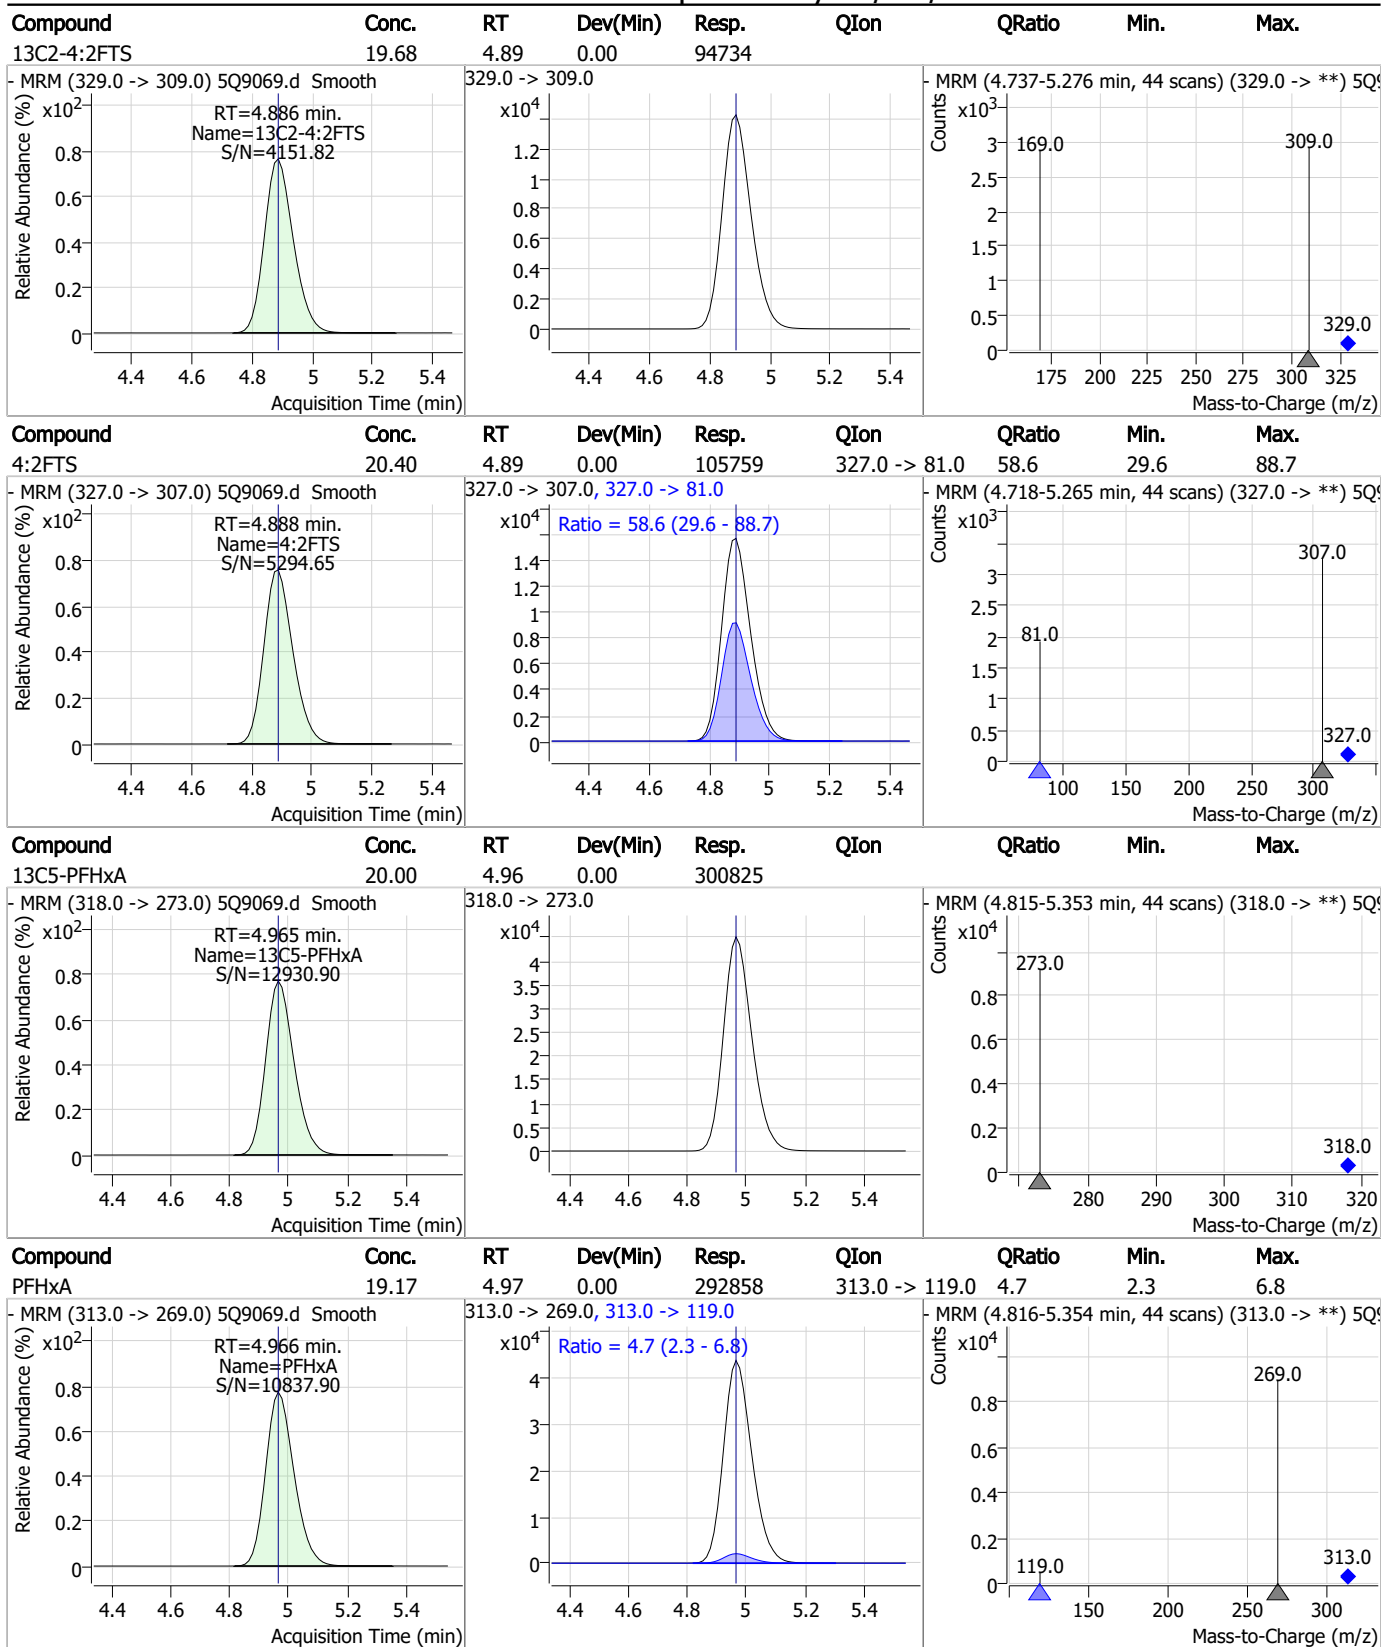 Compound Conc. RT Dev(Min) Resp. QIon QRatio Min. Max.
13C2-4:2FTS 19.68 4.89 0.00 94734
- MRM (329.0 -> 309.0) 5Q9069.d Smooth
Relative Abundance (%)
x10²
RT=4.886 min.
Name=13C2-4:2FTS
S/N=4151.82
0.8
0.6
0.4
0.2
0
4.4 4.6 4.8 5 5.2 5.4
Acquisition Time (min)
329.0 -> 309.0
x10⁴
1.2
1
0.8
0.6
0.4
0.2
0
4.4 4.6 4.8 5 5.2 5.4
- MRM (4.737-5.276 min, 44 scans) (329.0 -> **) 5Q9
Counts
x10³
169.0 309.0
3
2.5
2
1.5
1
0.5
329.0
0
175 200 225 250 275 300 325
Mass-to-Charge (m/z)
Compound Conc. RT Dev(Min) Resp. QIon QRatio Min. Max.
4:2FTS 20.40 4.89 0.00 105759 327.0 -> 81.0 58.6 29.6 88.7
- MRM (327.0 -> 307.0) 5Q9069.d Smooth
Relative Abundance (%)
x10²
RT=4.888 min.
Name=4:2FTS
S/N=5294.65
0.8
0.6
0.4
0.2
0
4.4 4.6 4.8 5 5.2 5.4
Acquisition Time (min)
327.0 -> 307.0, 327.0 -> 81.0
x10⁴
Ratio = 58.6 (29.6 - 88.7)
1.4
1.2
1
0.8
0.6
0.4
0.2
0
4.4 4.6 4.8 5 5.2 5.4
- MRM (4.718-5.265 min, 44 scans) (327.0 -> **) 5Q9
Counts
x10³
307.0
3
2.5
81.0
2
1.5
1
0.5
327.0
0
100 150 200 250 300
Mass-to-Charge (m/z)
Compound Conc. RT Dev(Min) Resp. QIon QRatio Min. Max.
13C5-PFHxA 20.00 4.96 0.00 300825
- MRM (318.0 -> 273.0) 5Q9069.d Smooth
Relative Abundance (%)
x10²
RT=4.965 min.
Name=13C5-PFHxA
S/N=12930.90
0.8
0.6
0.4
0.2
0
4.4 4.6 4.8 5 5.2 5.4
Acquisition Time (min)
318.0 -> 273.0
x10⁴
4
3.5
3
2.5
2
1.5
1
0.5
0
4.4 4.6 4.8 5 5.2 5.4
- MRM (4.815-5.353 min, 44 scans) (318.0 -> **) 5Q9
Counts
x10⁴
273.0
0.8
0.6
0.4
0.2
318.0
0
280 290 300 310 320
Mass-to-Charge (m/z)
Compound Conc. RT Dev(Min) Resp. QIon QRatio Min. Max.
PFHxA 19.17 4.97 0.00 292858 313.0 -> 119.0 4.7 2.3 6.8
- MRM (313.0 -> 269.0) 5Q9069.d Smooth
Relative Abundance (%)
x10²
RT=4.966 min.
Name=PFHxA
S/N=10837.90
0.8
0.6
0.4
0.2
0
4.4 4.6 4.8 5 5.2 5.4
Acquisition Time (min)
313.0 -> 269.0, 313.0 -> 119.0
x10⁴
Ratio = 4.7 (2.3 - 6.8)
4
3
2
1
0
4.4 4.6 4.8 5 5.2 5.4
- MRM (4.816-5.354 min, 44 scans) (313.0 -> **) 5Q9
Counts
x10⁴
269.0
0.8
0.6
0.4
0.2
119.0 313.0
0
150 200 250 300
Mass-to-Charge (m/z)